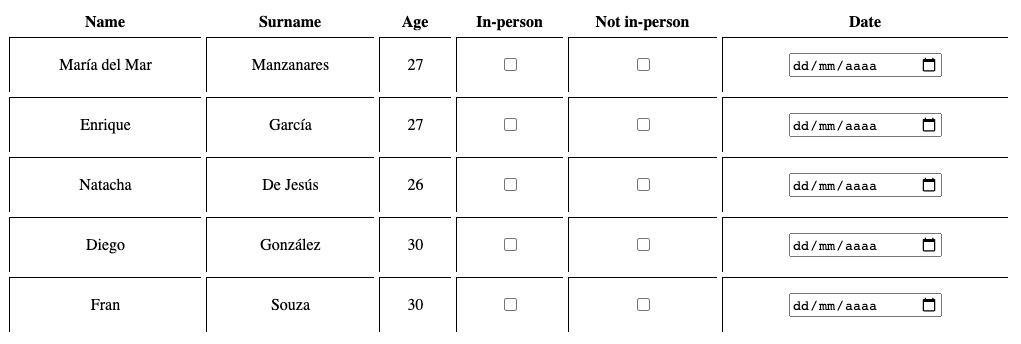 Name Surname Age In-person Not in-person Date
María del Mar Manzanares 27 dd/mm/aaaa
Enrique García 27 dd/mm/aaaa
Natacha De Jesús 26 dd/mm/aaaa
Diego González 30 dd/mm/aaaa
Fran Souza 30 dd/mm/aaaa